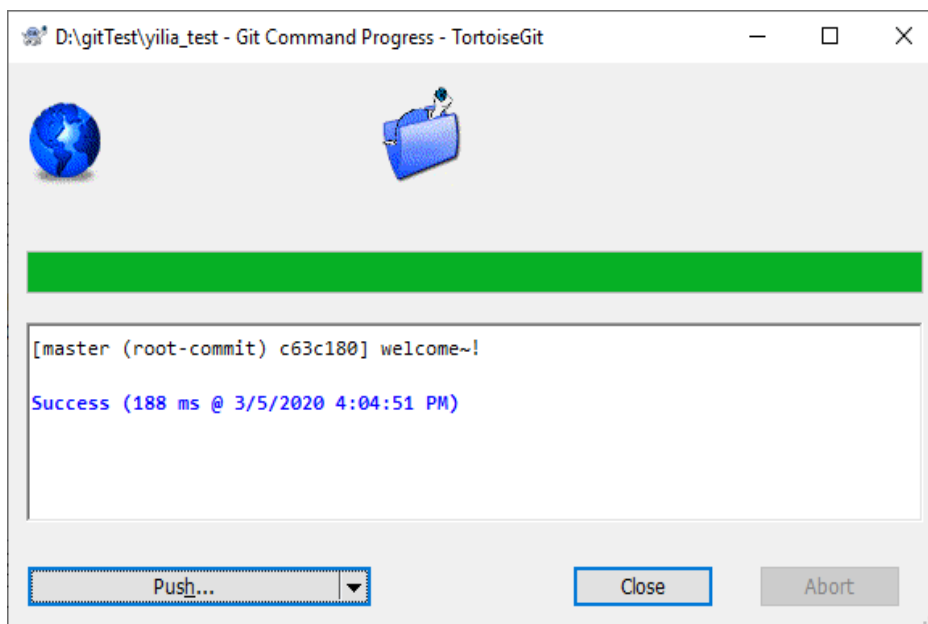 D:\gitTest\yilia_test - Git Command Progress - TortoiseGit
[master (root-commit) c63c180] welcome~!
Success (188 ms @ 3/5/2020 4:04:51 PM)
Push... Close Abort